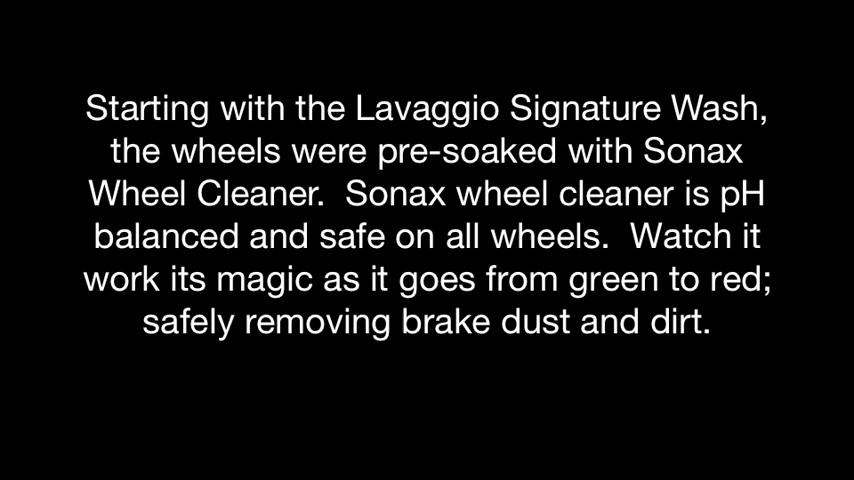 Starting with the Lavaggio Signature Wash,
the wheels were pre-soaked with Sonax
Wheel Cleaner.  Sonax wheel cleaner is pH
balanced and safe on all wheels.  Watch it
work its magic as it goes from green to red;
safely removing brake dust and dirt.